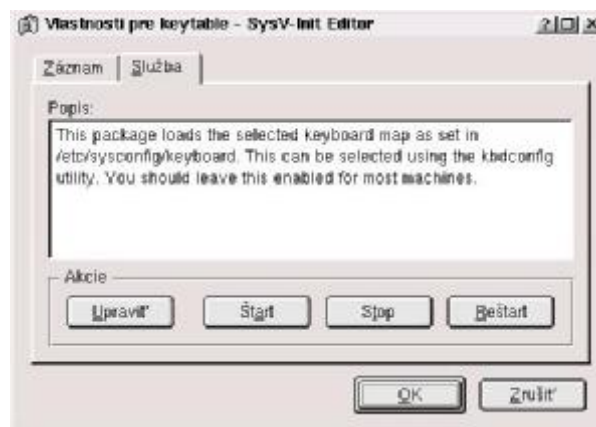 Vlastnosti pre keytable - SysV-Init Editor
Záznam
Služba
Popis:
This package loads the selected keyboard map as set in
/etc/sysconfig/keyboard. This can be selected using the kbdconfig
utility. You should leave this enabled for most machines.
Akcie
Upraviť
Štart
Stop
Reštart
OK
Zrušiť